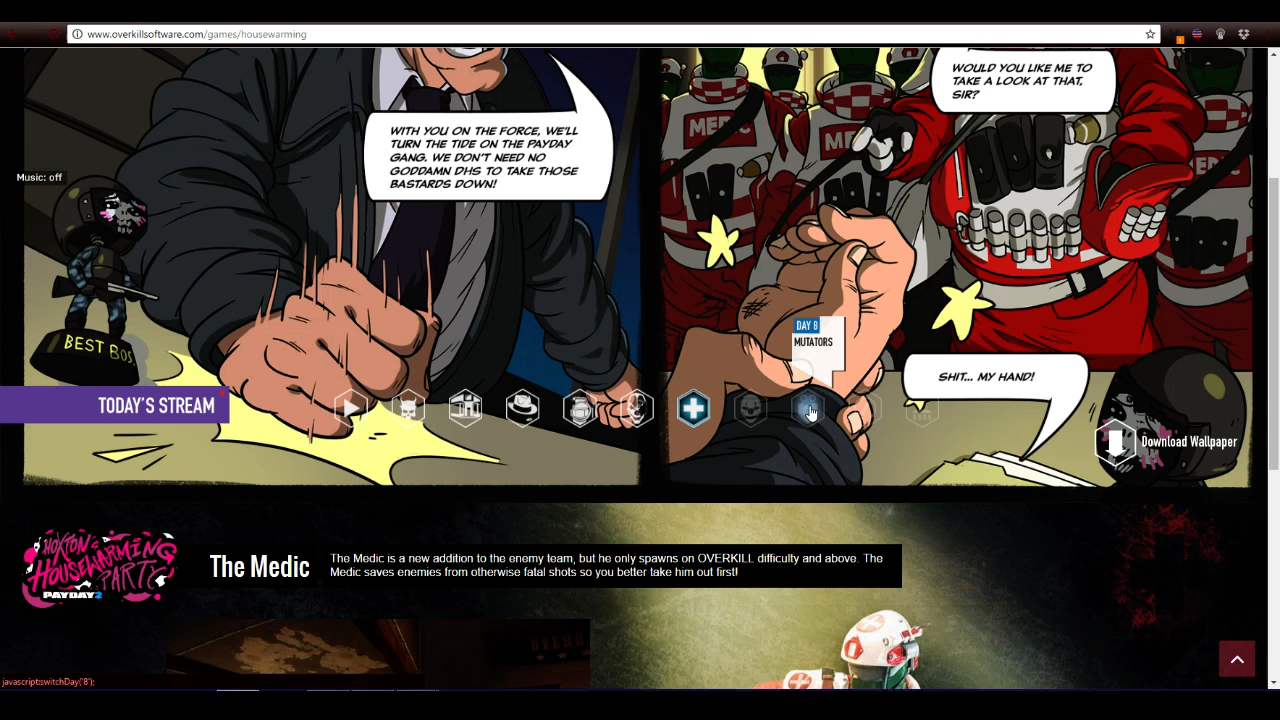 www.overkillsoftware.com/games/housewarming
WITH YOU ON THE FORCE, WE'LL
TURN THE TIDE ON THE PAYDAY
GANG. WE DON'T NEED NO
GODDAMN DHS TO TAKE THOSE
BASTARDS DOWN!
WOULD YOU LIKE ME TO
TAKE A LOOK AT THAT,
SIR?
MEDIC
MEDIC
Music: off
BEST BOS
DAY 8
MUTATORS
SHIT... MY HAND!
TODAY'S STREAM
Download Wallpaper
HOXTON
HOUSEWARMING
PARTY
PAYDAY2
The Medic
The Medic is a new addition to the enemy team, but he only spawns on OVERKILL difficulty and above. The
Medic saves enemies from otherwise fatal shots so you better take him out first!
javascript:switchDay('8');